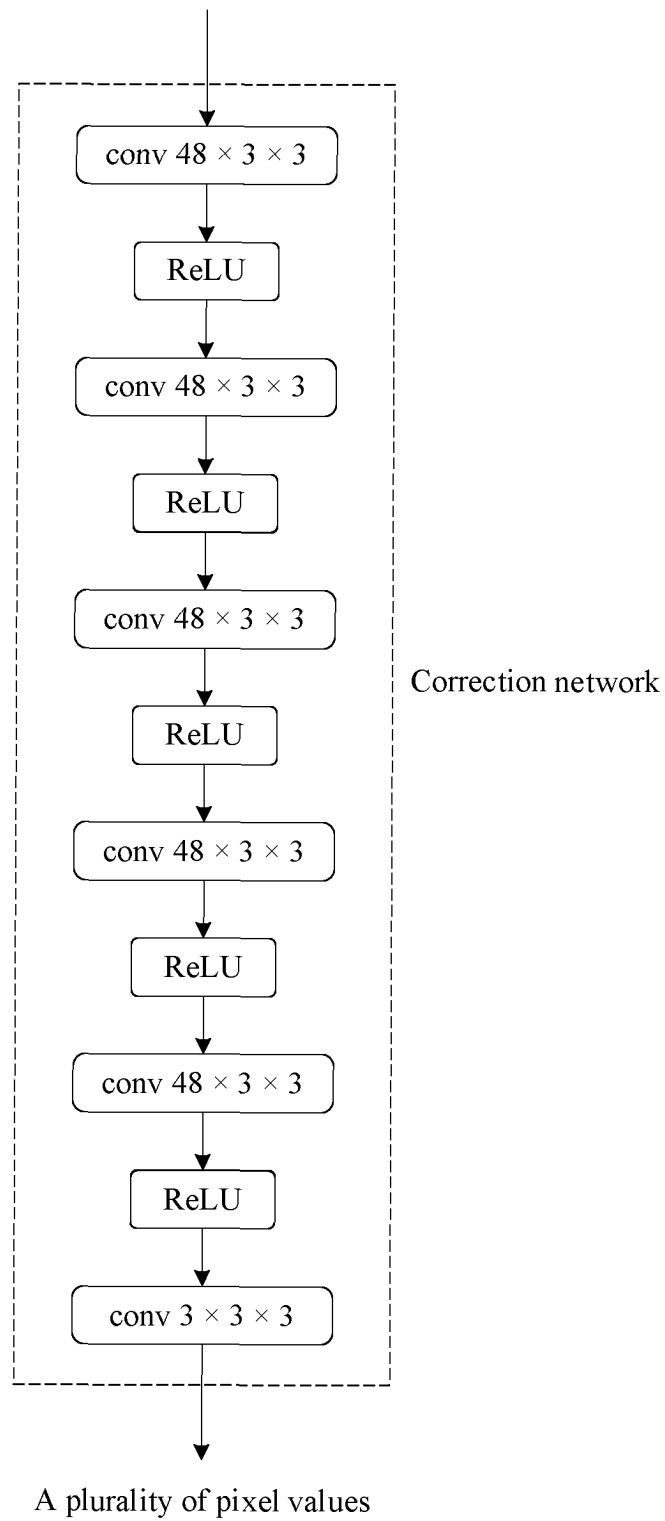 conv 48 × 3 × 3
ReLU
conv 48 × 3 × 3
ReLU
conv 48 × 3 × 3
Correction network
ReLU
conv 48 × 3 × 3
ReLU
conv 48 × 3 × 3
ReLU
conv 3 × 3 × 3
A plurality of pixel values